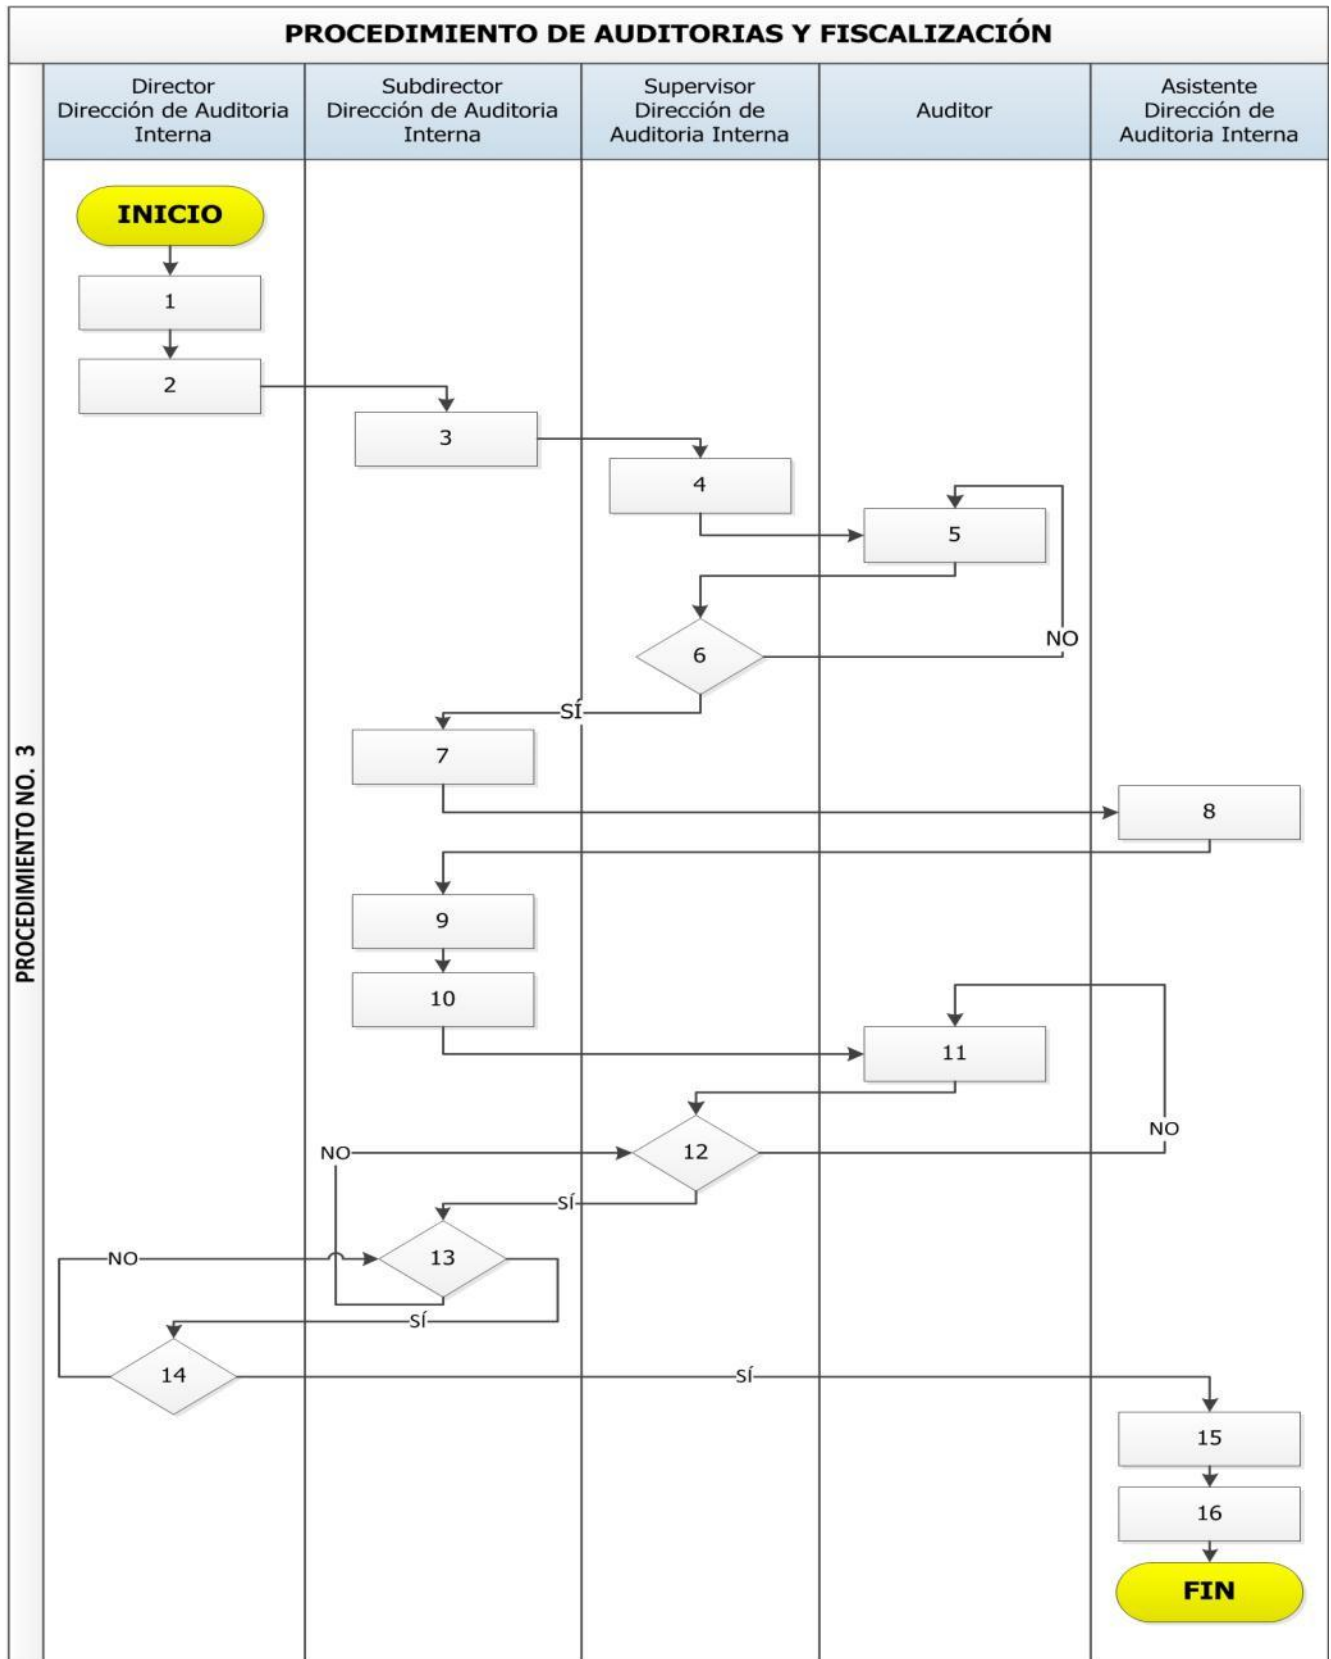 PROCEDIMIENTO DE AUDITORIAS Y FISCALIZACIÓN
PROCEDIMIENTO NO. 3
Director
Dirección de Auditoria
Interna
Subdirector
Dirección de Auditoria
Interna
Supervisor
Dirección de
Auditoria Interna
Auditor
Asistente
Dirección de
Auditoria Interna
INICIO
1
2
3
4
5
NO
6
SÍ
7
8
9
10
11
NO
12
NO
SÍ
13
NO
SÍ
14
SÍ
15
16
FIN